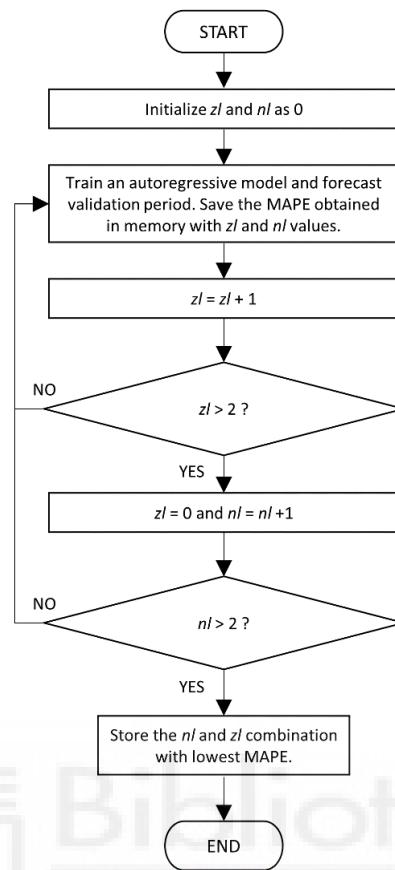 START
Initialize zl and nl as 0
Train an autoregressive model and forecast
validation period. Save the MAPE obtained
in memory with zl and nl values.
zl = zl + 1
NO
zl > 2 ?
YES
zl = 0 and nl = nl +1
NO
nl > 2 ?
YES
Store the nl and zl combination
with lowest MAPE.
END
Bibliot